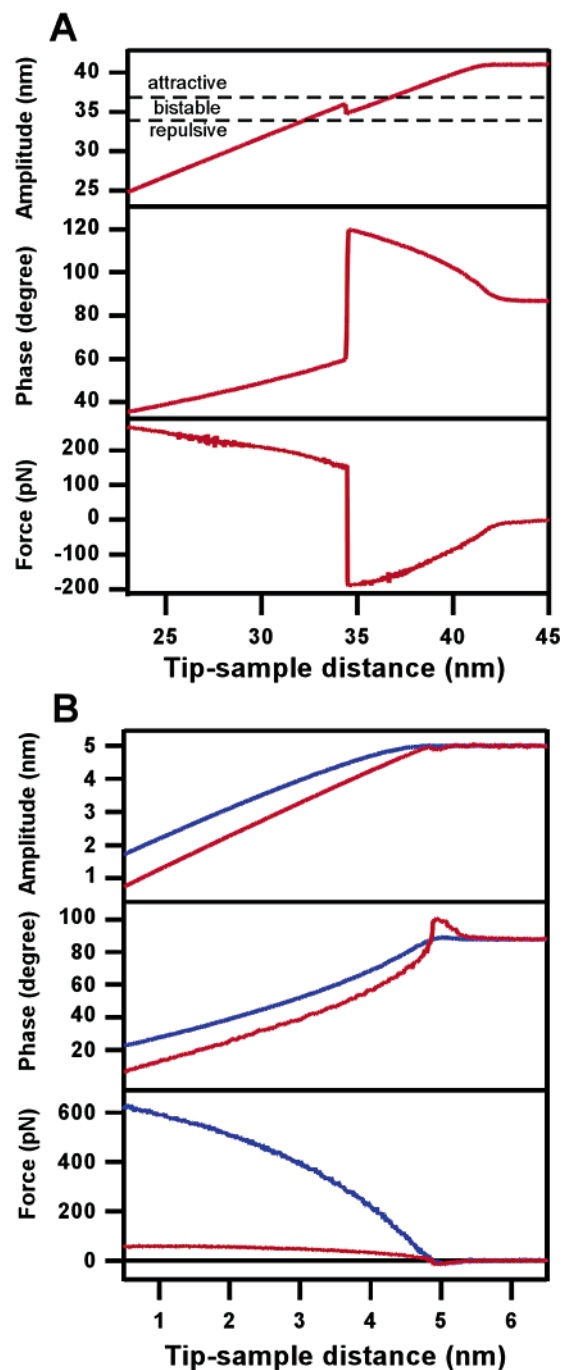 A
Amplitude (nm)
40
35
30
25
attractive
bistable
repulsive
Phase (degree)
120
100
80
60
40
Force (pN)
200
100
0
-100
-200
25 30 35 40 45
Tip-sample distance (nm)
B
Amplitude (nm)
5
4
3
2
1
Phase (degree)
100
80
60
40
20
Force (pN)
600
400
200
0
1 2 3 4 5 6
Tip-sample distance (nm)